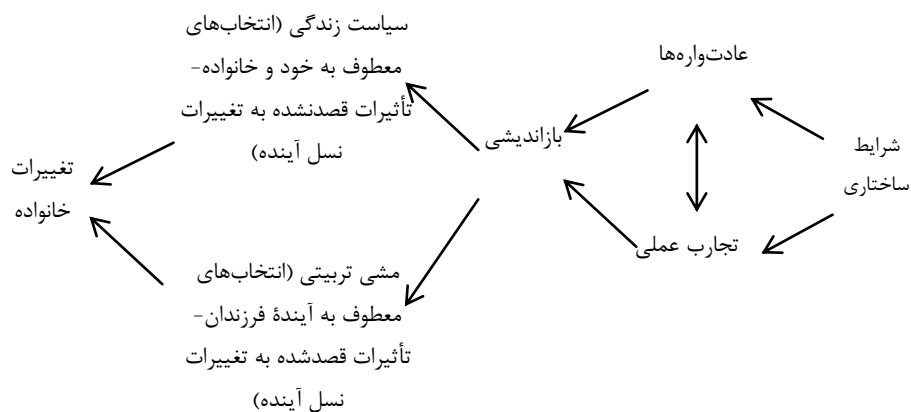 شرایط
ساختاری
عادت‌واره‌ها
تجارب عملی
بازاندیشی
سیاست زندگی (انتخاب‌های
معطوف به خود و خانواده-
تأثیرات قصدنشده به تغییرات
نسل آینده)
مشی تربیتی (انتخاب‌های
معطوف به آیندهٔ فرزندان-
تأثیرات قصدشده به تغییرات
نسل آینده)
تغییرات
خانواده